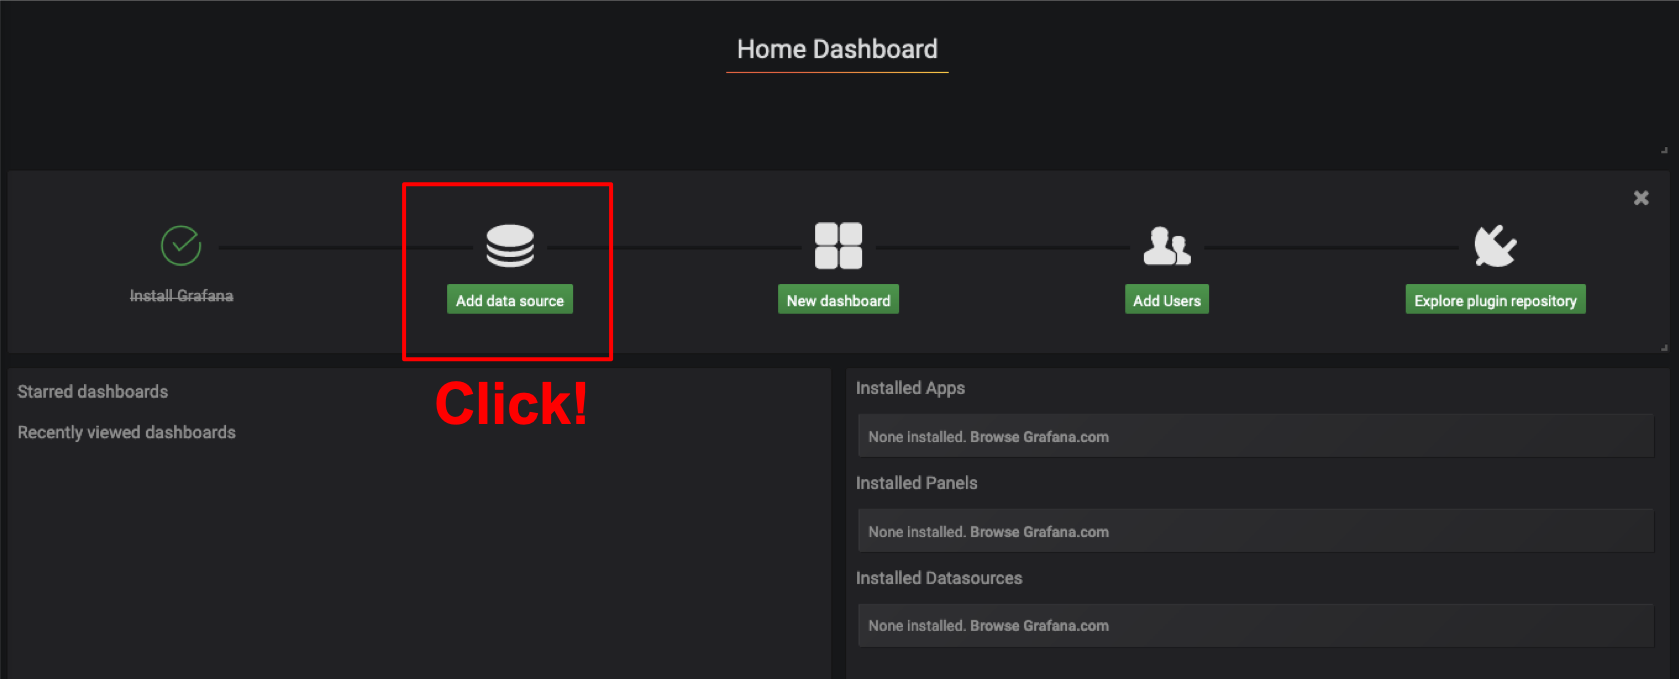 Home Dashboard
Install Grafana
Add data source
New dashboard
Add Users
Explore plugin repository
Click!
Starred dashboards
Recently viewed dashboards
Installed Apps
None installed. Browse Grafana.com
Installed Panels
None installed. Browse Grafana.com
Installed Datasources
None installed. Browse Grafana.com